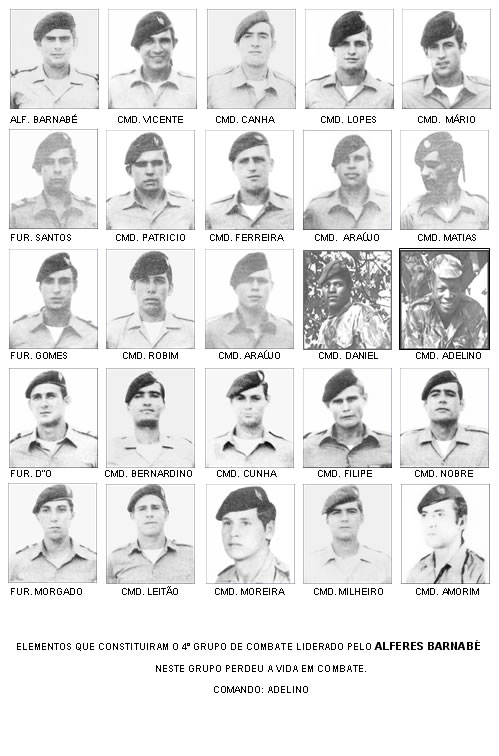 ALF. BARNABÉ CMD. VICENTE CMD. CANHA CMD. LOPES CMD. MÁRIO
FUR. SANTOS CMD. PATRICIO CMD. FERREIRA CMD. ARAÚJO CMD. MATIAS
FUR. GOMES CMD. ROBIM CMD. ARAÚJO CMD. DANIEL CMD. ADELINO
FUR. D"O CMD. BERNARDINO CMD. CUNHA CMD. FILIPE CMD. NOBRE
FUR. MORGADO CMD. LEITÃO CMD. MOREIRA CMD. MILHEIRO CMD. AMORIM
ELEMENTOS QUE CONSTITUIRAM O 4º GRUPO DE COMBATE LIDERADO PELO ALFERES BARNABÉ
NESTE GRUPO PERDEU A VIDA EM COMBATE.
COMANDO: ADELINO